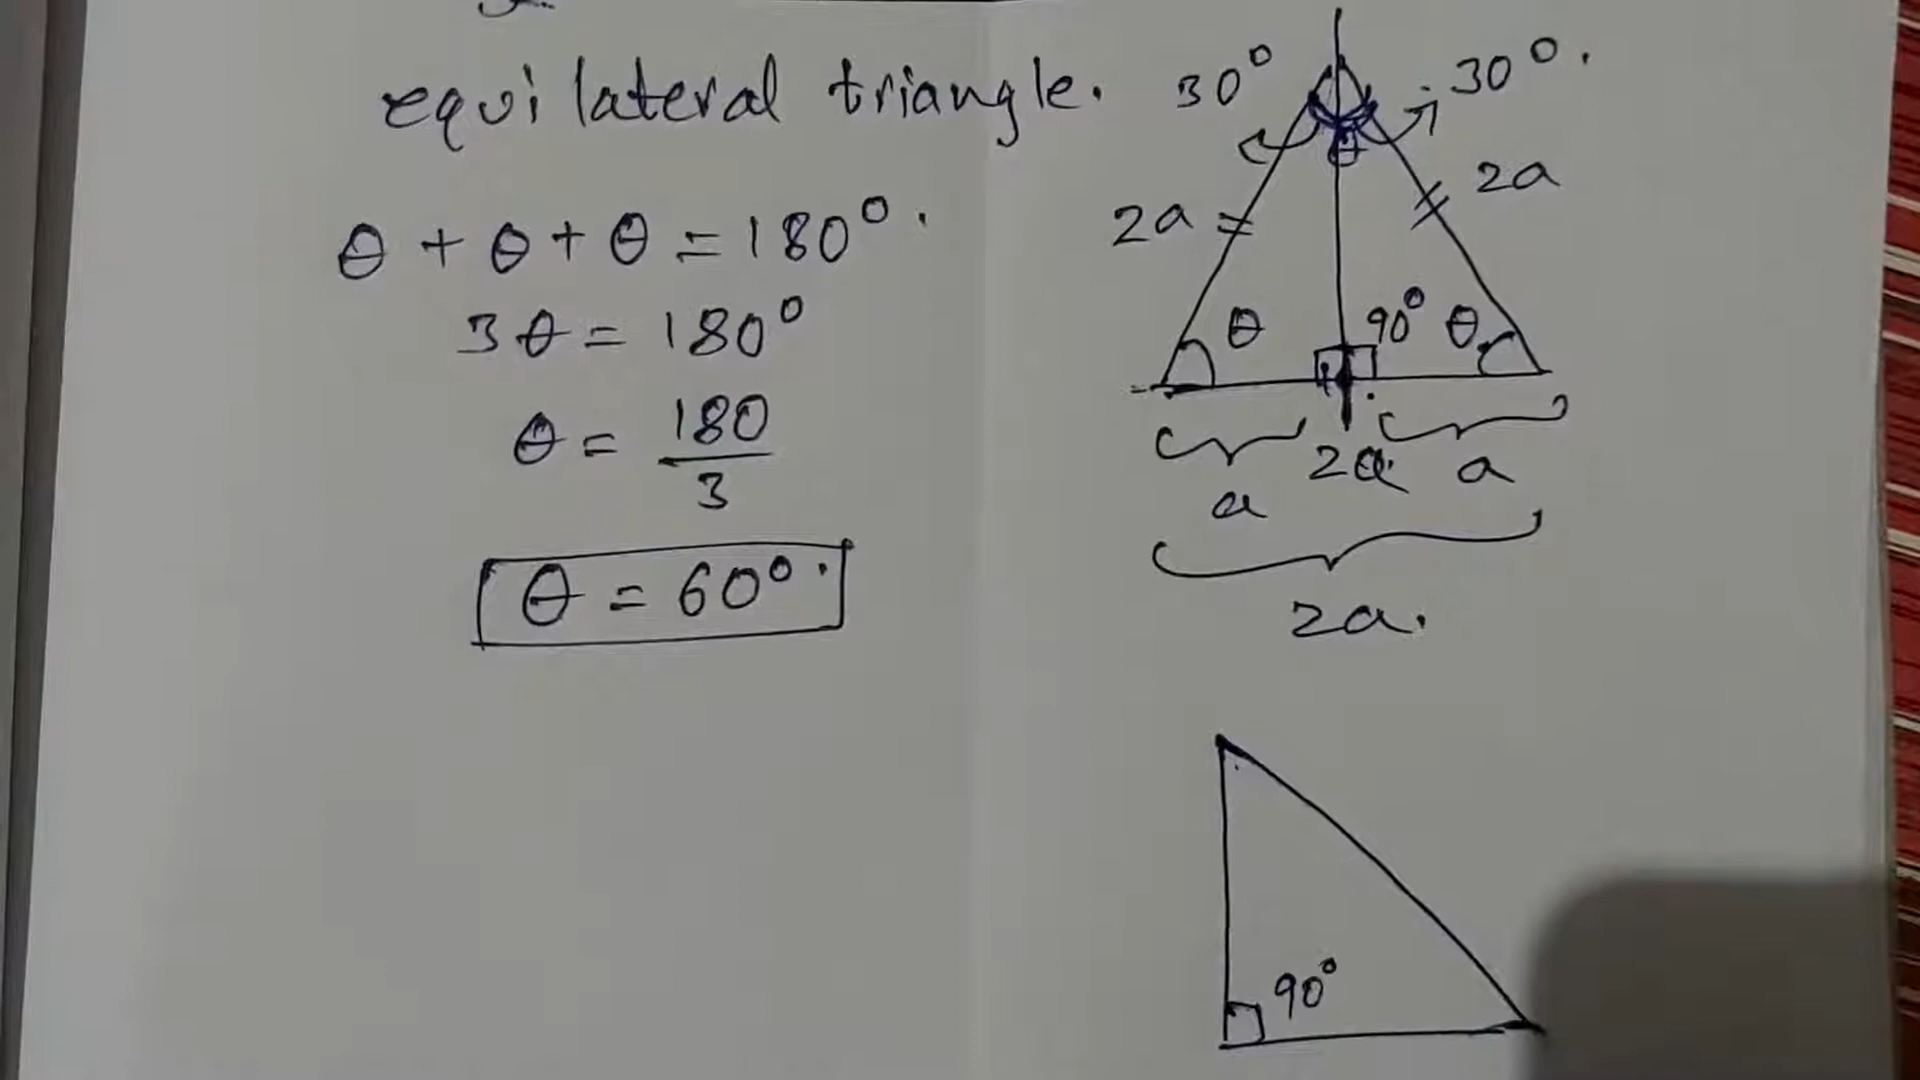 equilateral triangle.
30° 30°.
θ
2a 2a
θ + θ + θ = 180°.
3θ = 180°
θ 90° θ
θ = 180/3
2a a
a
θ = 60°.
2a.
90°